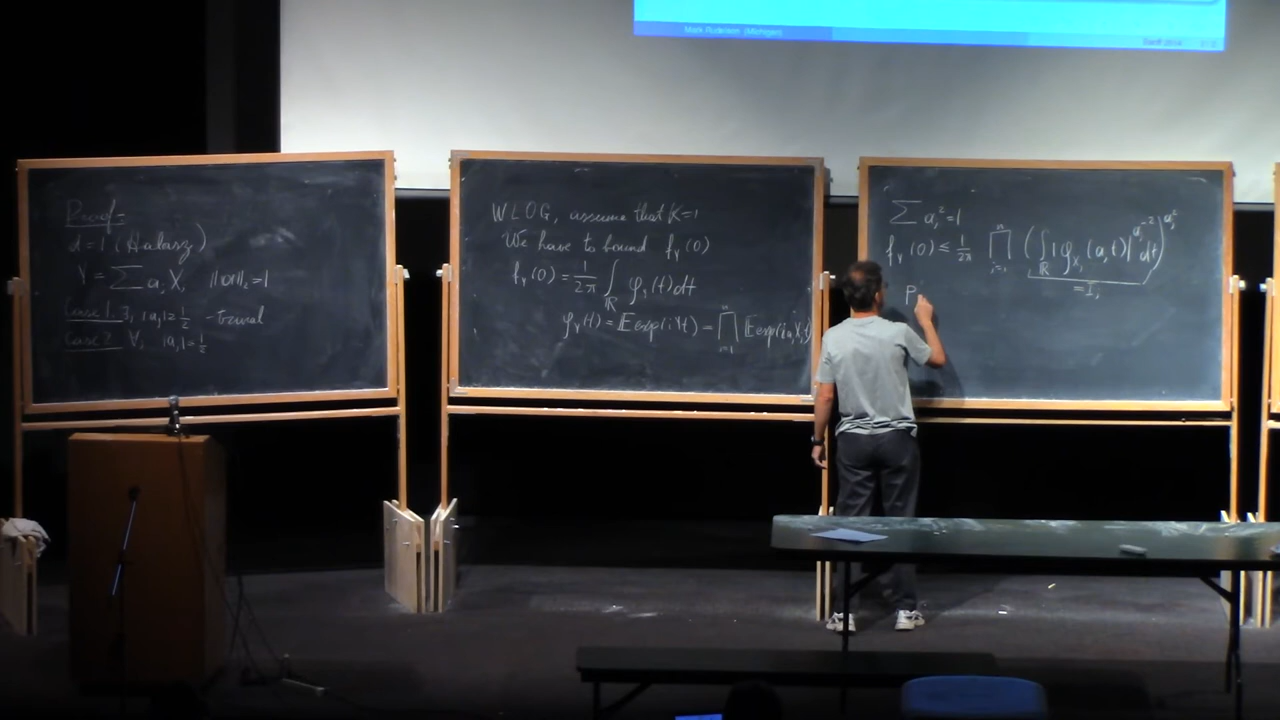 Mark Rudelson (Michigan)
Proof:
d=1 (Halasz)
Y = ∑ a_i X_i ||a||_2 = 1
Case 1. ∃_i |a_i| ≥ 1/2 - trivial
Case 2. ∀_i |a_i| ≤ 1/2
WLOG, assume that K=1
We have to bound f_Y(0)
f_Y(0) = 1/2π ∫_ℝ φ_Y(t) dt
φ_Y(t) = E exp(iYt) = ∏_{i=1}^n E exp(i a_i X_i t)
∑ a_i^2 = 1
f_Y(0) ≤ 1/2π ∏_{i=1}^n (∫_ℝ |φ_{X_i}(a_i t)|^{a_i^{-2}} dt)^{a_i^2}
= I_i
P